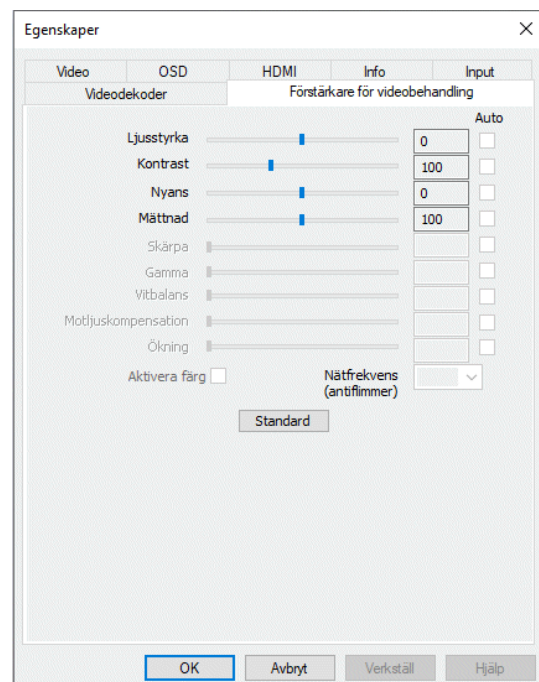 Egenskaper
Video OSD HDMI Info Input
Videodekoder Förstärkare för videobehandling
Auto
Ljusstyrka 0
Kontrast 100
Nyans 0
Mättnad 100
Skärpa
Gamma
Vitbalans
Motljuskompensation
Ökning
Aktivera färg Nätfrekvens
(antiflimmer)
Standard
OK Avbryt Verkställ Hjälp